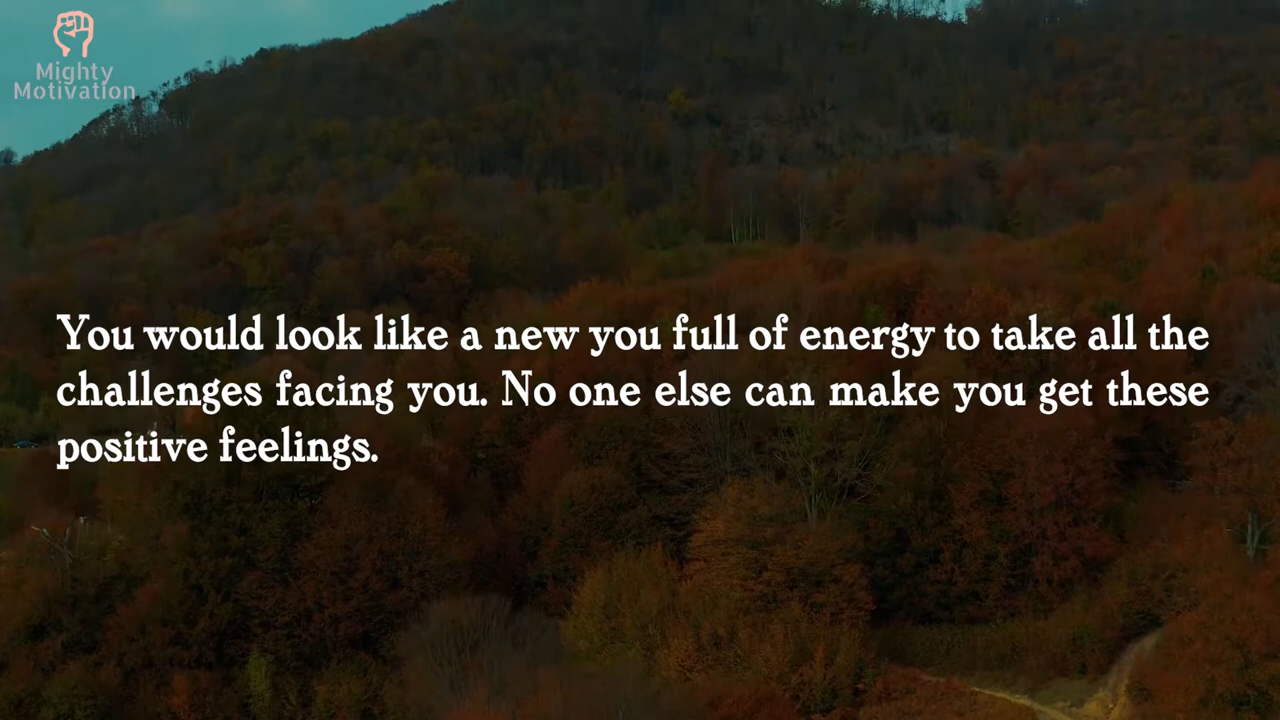 Mighty
Motivation
You would look like a new you full of energy to take all the
challenges facing you. No one else can make you get these
positive feelings.